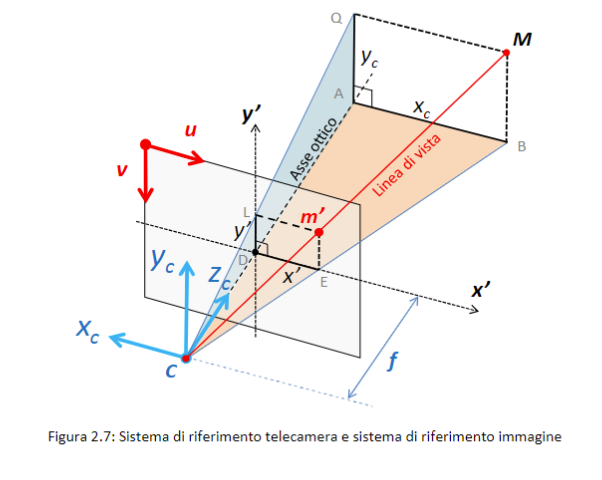 Q
M
y_c
A
x_c
y'
B
u
Asse ottico
Linea di vista
v
L
m'
y'
D
x'
E
y_c
z_c
x'
x_c
f
C
Figura 2.7: Sistema di riferimento telecamera e sistema di riferimento immagine